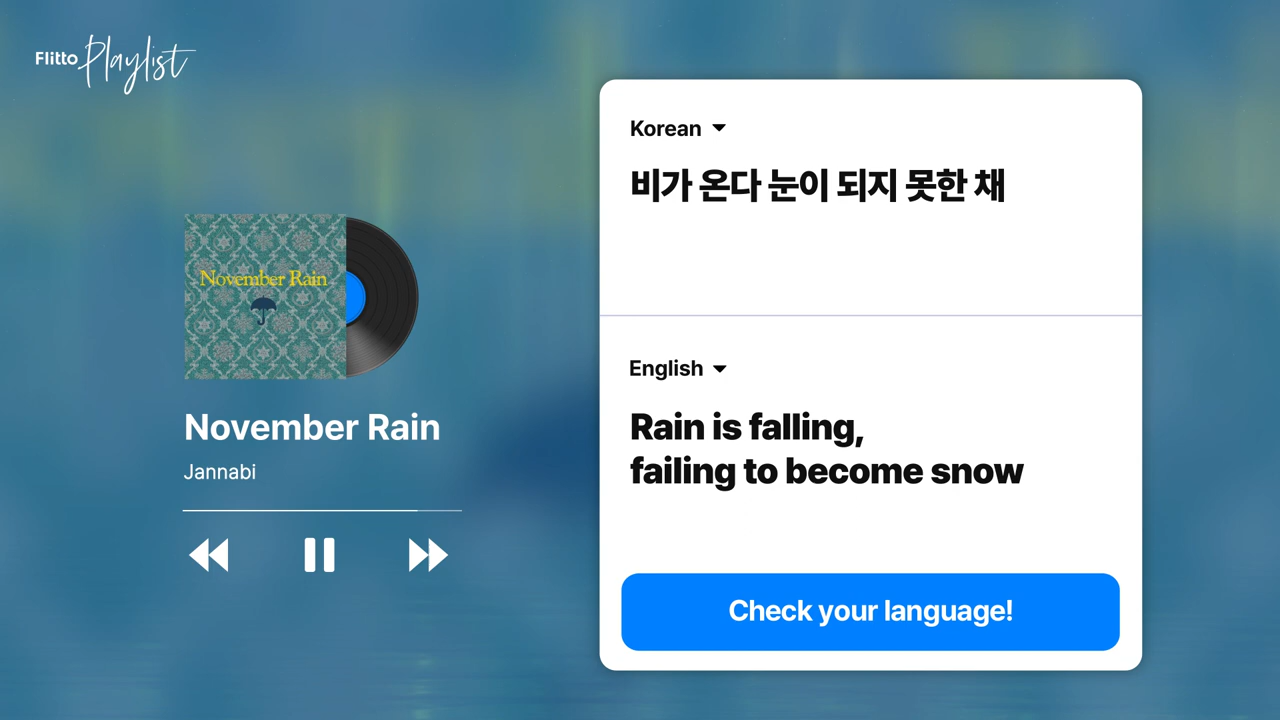 Flitto Playlist
Korean
비가 온다 눈이 되지 못한 채
November Rain
English
Rain is falling,
failing to become snow
November Rain
Jannabi
Check your language!